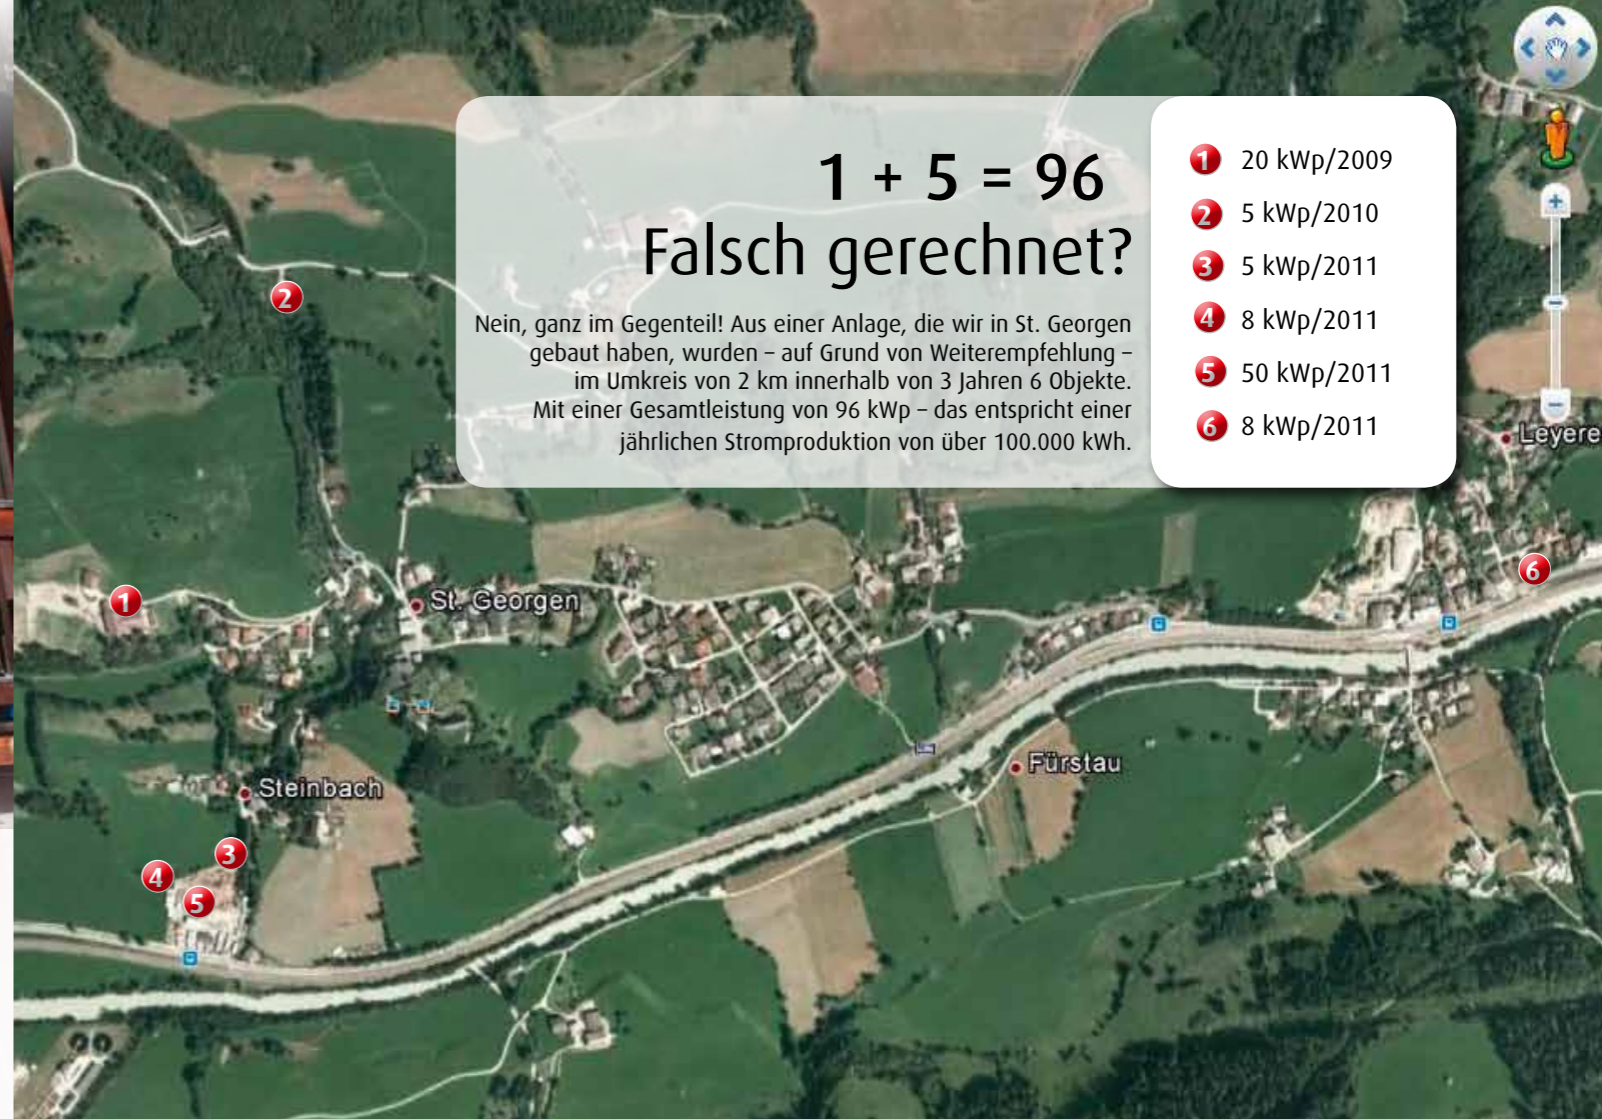 1 + 5 = 96
Falsch gerechnet?
Nein, ganz im Gegenteil! Aus einer Anlage, die wir in St. Georgen
gebaut haben, wurden – auf Grund von Weiterempfehlung –
im Umkreis von 2 km innerhalb von 3 Jahren 6 Objekte.
Mit einer Gesamtleistung von 96 kWp – das entspricht einer
jährlichen Stromproduktion von über 100.000 kWh.
1 20 kWp/2009
2 5 kWp/2010
3 5 kWp/2011
4 8 kWp/2011
5 50 kWp/2011
6 8 kWp/2011
2
Leyere
6
1
St. Georgen
Fürstau
Steinbach
3
4
5